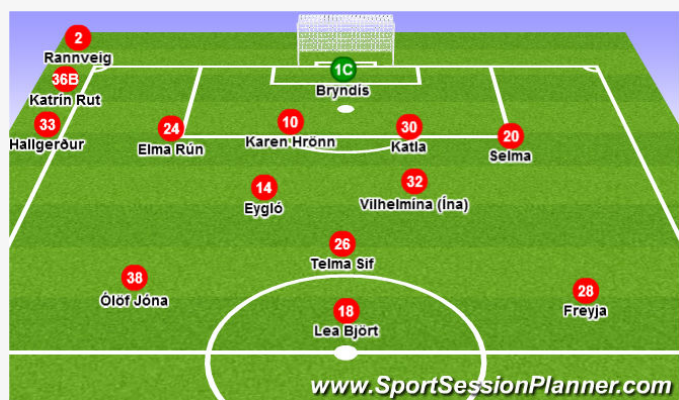 2
Rannveig
36B
Katrín Rut
1C
Bryndís
33
Hallgerður
24
Elma Rún
10
Karen Hrönn
30
Katla
20
Selma
14
Eygló
32
Vilhelmína (Ína)
26
Telma Sif
38
Ólöf Jóna
28
Freyja
18
Lea Björt
www.SportSessionPlanner.com